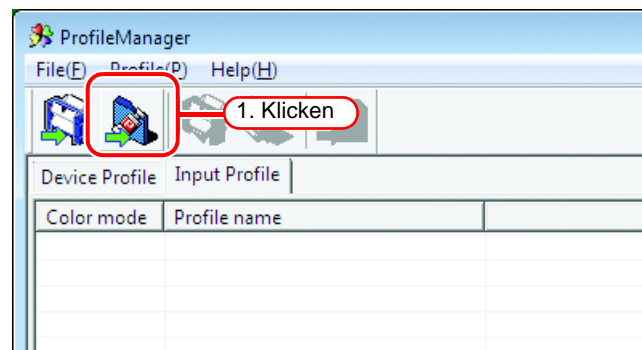 ProfileManager
File(F) Profile(P) Help(H)
1. Klicken
Device Profile Input Profile
Color mode Profile name